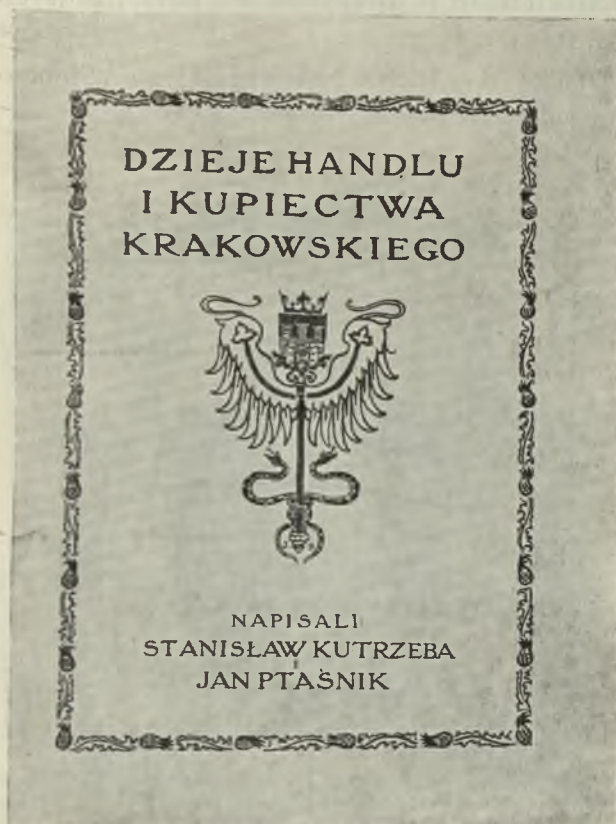 DZIEJE HANDLU
I KUPIECTWA
KRAKOWSKIEGO
NAPISALI
STANISŁAW KUTRZEBA
I
JAN PTAŚNIK